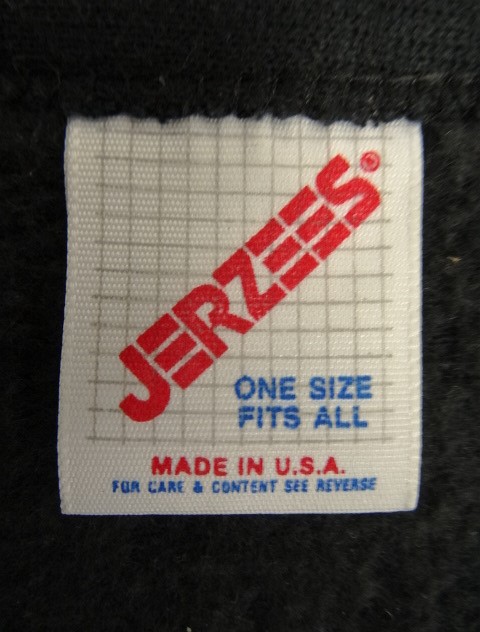 JERZEES®
ONE SIZE
FITS ALL
MADE IN U.S.A.
FOR CARE & CONTENT SEE REVERSE